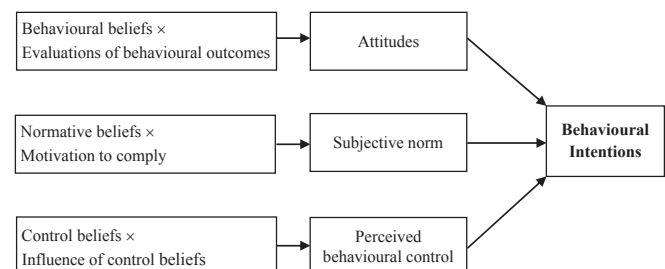 Behavioural beliefs ×
Evaluations of behavioural outcomes
Attitudes
Normative beliefs ×
Motivation to comply
Subjective norm
Behavioural
Intentions
Control beliefs ×
Influence of control beliefs
Perceived
behavioural control